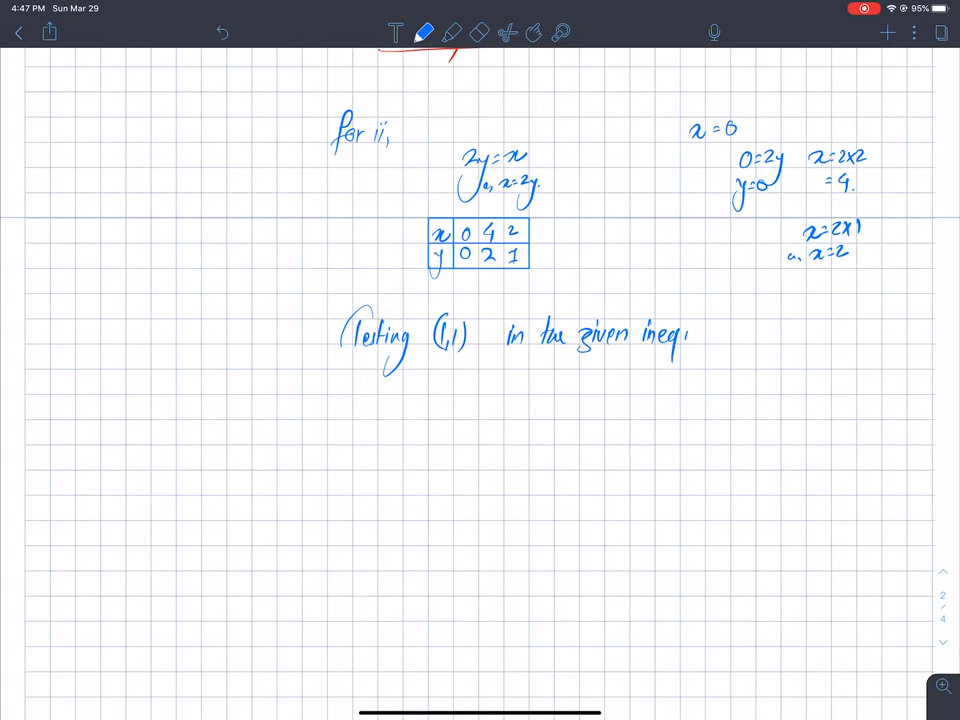 4:47 PM Sun Mar 29
95%
T
for ii,
2y=x
a, x=2y.
x 0 4 2
y 0 2 1
x=0
0=2y x=2×2
y=0 =4.
x=2×1
a, x=2
Testing (1,1) in the given ineq.
2
4